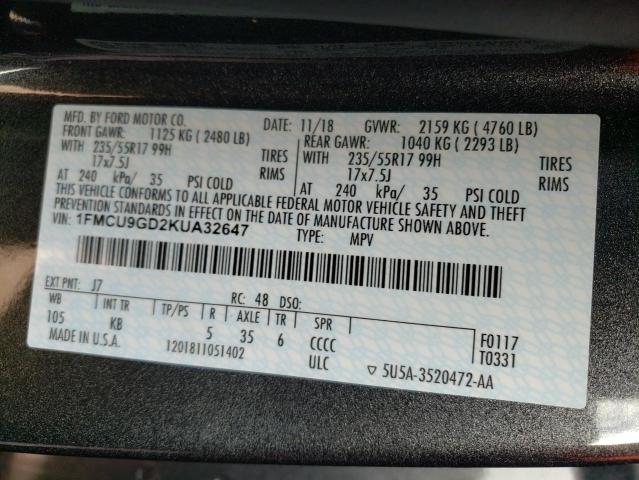 MFD. BY FORD MOTOR CO.
DATE: 11/18 GVWR: 2159 KG ( 4760 LB)
FRONT GAWR: 1125 KG ( 2480 LB)
REAR GAWR: 1040 KG ( 2293 LB)
WITH 235/55R17 99H TIRES
WITH 235/55R17 99H TIRES
17x7.5J RIMS
17x7.5J RIMS
AT 240 kPa/ 35 PSI COLD
AT 240 kPa/ 35 PSI COLD
THIS VEHICLE CONFORMS TO ALL APPLICABLE FEDERAL MOTOR VEHICLE SAFETY AND THEFT
PREVENTION STANDARDS IN EFFECT ON THE DATE OF MANUFACTURE SHOWN ABOVE.
VIN: 1FMCU9GD2KUA32647 TYPE: MPV
EXT PNT: J7 RC: 48 DSO:
WB INT TR TP/PS R AXLE TR SPR
105 KB 5 35 6 CCCC
F0117
MADE IN U.S.A. 1201811051402 ULC
T0331
▽ 5U5A-3520472-AA